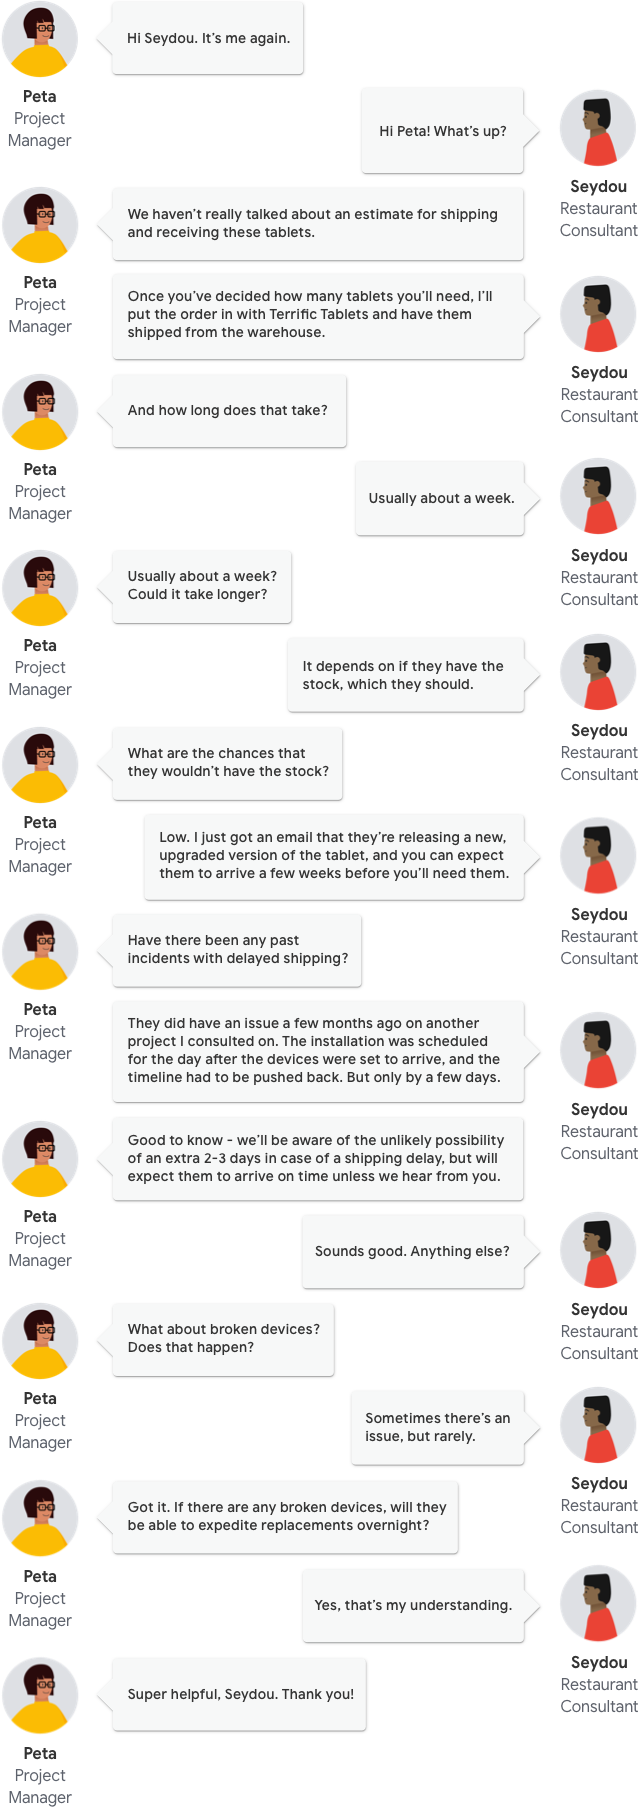 Hi Seydou. It's me again.
Peta
Project
Manager
Hi Peta! What's up?
Seydou
Restaurant
Consultant
We haven't really talked about an estimate for shipping
and receiving these tablets.
Peta
Project
Manager
Once you've decided how many tablets you'll need, I'll
put the order in with Terrific Tablets and have them
shipped from the warehouse.
Seydou
Restaurant
Consultant
And how long does that take?
Peta
Project
Manager
Usually about a week.
Seydou
Restaurant
Consultant
Usually about a week?
Could it take longer?
Peta
Project
Manager
It depends on if they have the
stock, which they should.
Seydou
Restaurant
Consultant
What are the chances that
they wouldn't have the stock?
Peta
Project
Manager
Low. I just got an email that they're releasing a new,
upgraded version of the tablet, and you can expect
them to arrive a few weeks before you'll need them.
Seydou
Restaurant
Consultant
Have there been any past
incidents with delayed shipping?
Peta
Project
Manager
They did have an issue a few months ago on another
project I consulted on. The installation was scheduled
for the day after the devices were set to arrive, and the
timeline had to be pushed back. But only by a few days.
Seydou
Restaurant
Consultant
Good to know - we'll be aware of the unlikely possibility
of an extra 2-3 days in case of a shipping delay, but will
expect them to arrive on time unless we hear from you.
Peta
Project
Manager
Sounds good. Anything else?
Seydou
Restaurant
Consultant
What about broken devices?
Does that happen?
Peta
Project
Manager
Sometimes there's an
issue, but rarely.
Seydou
Restaurant
Consultant
Got it. If there are any broken devices, will they
be able to expedite replacements overnight?
Peta
Project
Manager
Yes, that's my understanding.
Seydou
Restaurant
Consultant
Super helpful, Seydou. Thank you!
Peta
Project
Manager